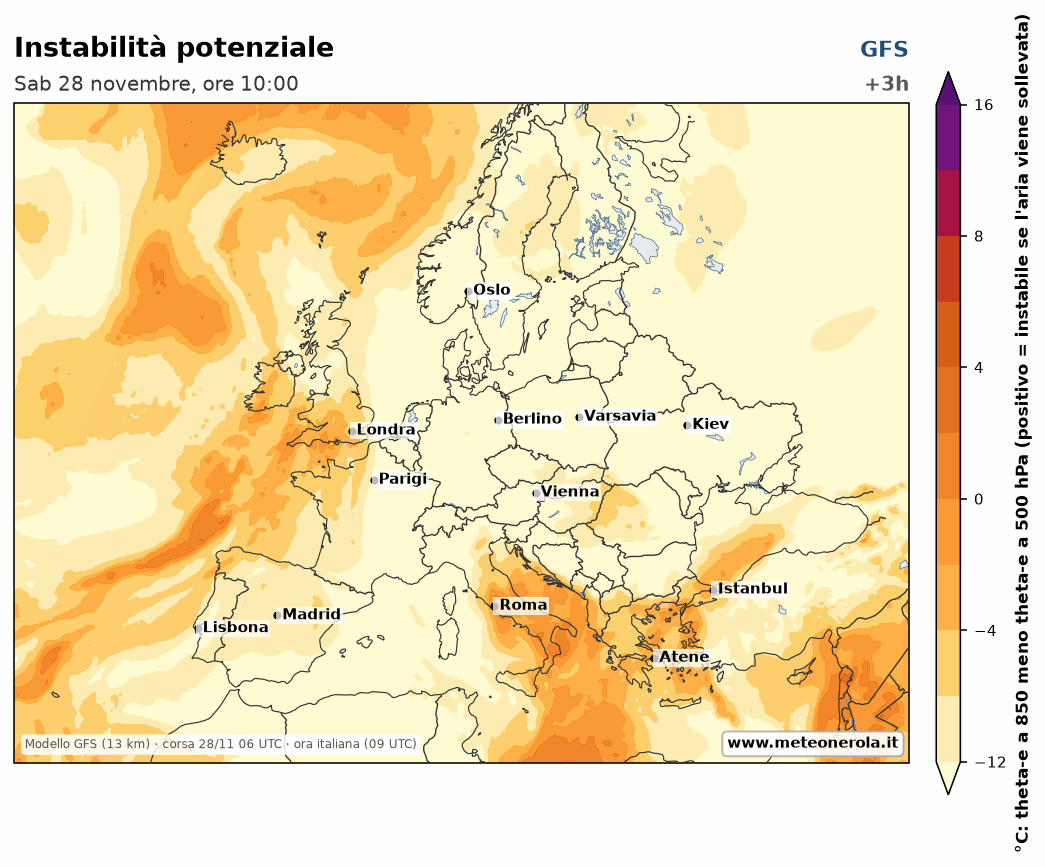 Instabilità potenziale
GFS
Sab 28 novembre, ore 10:00
+3h
Oslo
Berlino
Varsavia
Kiev
Londra
Parigi
Vienna
Istanbul
Roma
Madrid
Lisbona
Atene
Modello GFS (13 km) · corsa 28/11 06 UTC · ora italiana (09 UTC)
www.meteonerola.it
16
8
4
0
−4
−12
°C: theta-e a 850 meno theta-e a 500 hPa (positivo = instabile se l'aria viene sollevata)